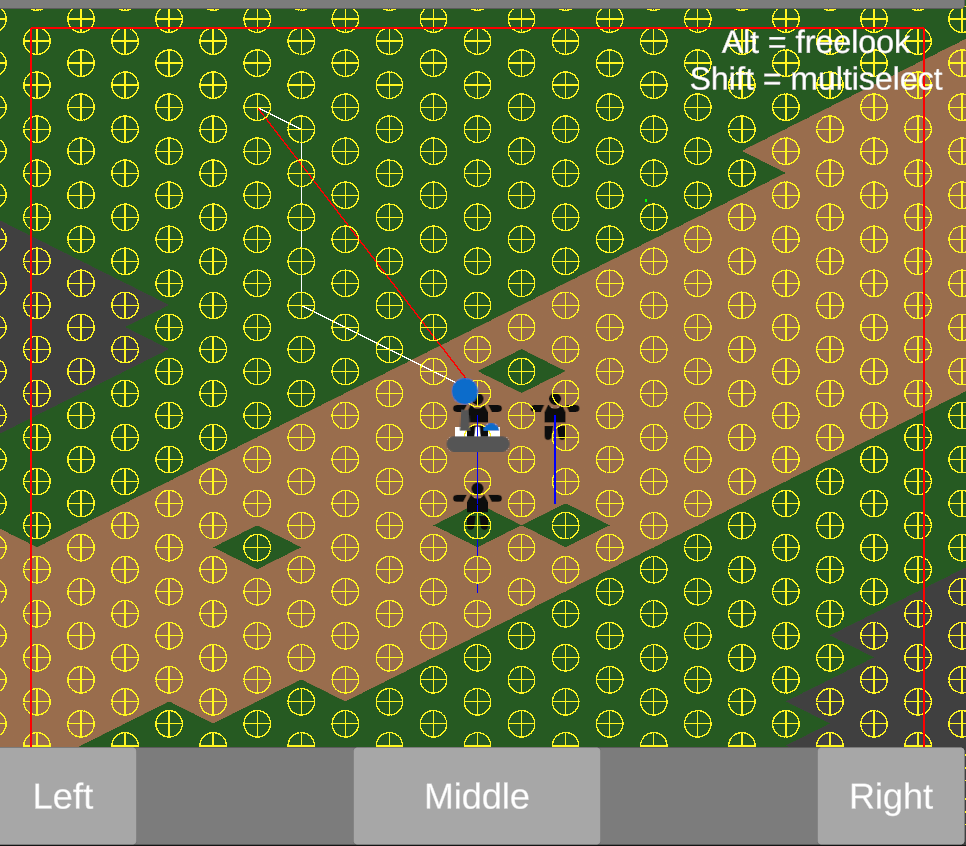 Alt = freelook
Shift = multiselect
Left
Middle
Right